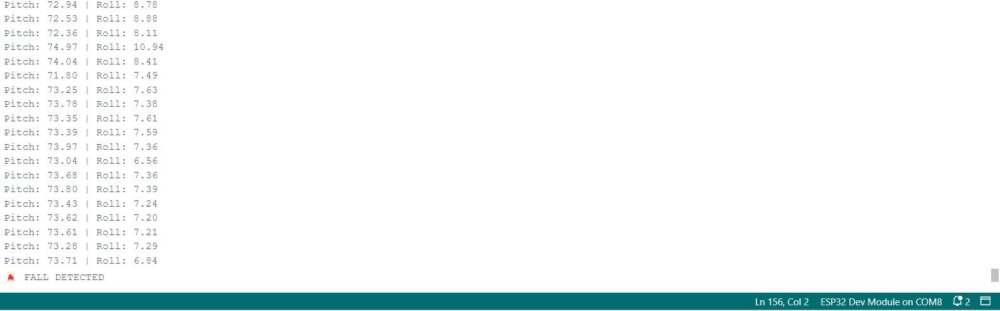 Pitch: 72.94 | Roll: 8.78
Pitch: 72.53 | Roll: 8.88
Pitch: 72.36 | Roll: 8.11
Pitch: 74.97 | Roll: 10.94
Pitch: 74.04 | Roll: 8.41
Pitch: 71.80 | Roll: 7.49
Pitch: 73.25 | Roll: 7.63
Pitch: 73.78 | Roll: 7.38
Pitch: 73.35 | Roll: 7.61
Pitch: 73.39 | Roll: 7.59
Pitch: 73.97 | Roll: 7.36
Pitch: 73.04 | Roll: 6.56
Pitch: 73.68 | Roll: 7.36
Pitch: 73.80 | Roll: 7.39
Pitch: 73.43 | Roll: 7.24
Pitch: 73.62 | Roll: 7.20
Pitch: 73.61 | Roll: 7.21
Pitch: 73.28 | Roll: 7.29
Pitch: 73.71 | Roll: 6.84
🚨 FALL DETECTED
Ln 156, Col 2 ESP32 Dev Module on COM8 2